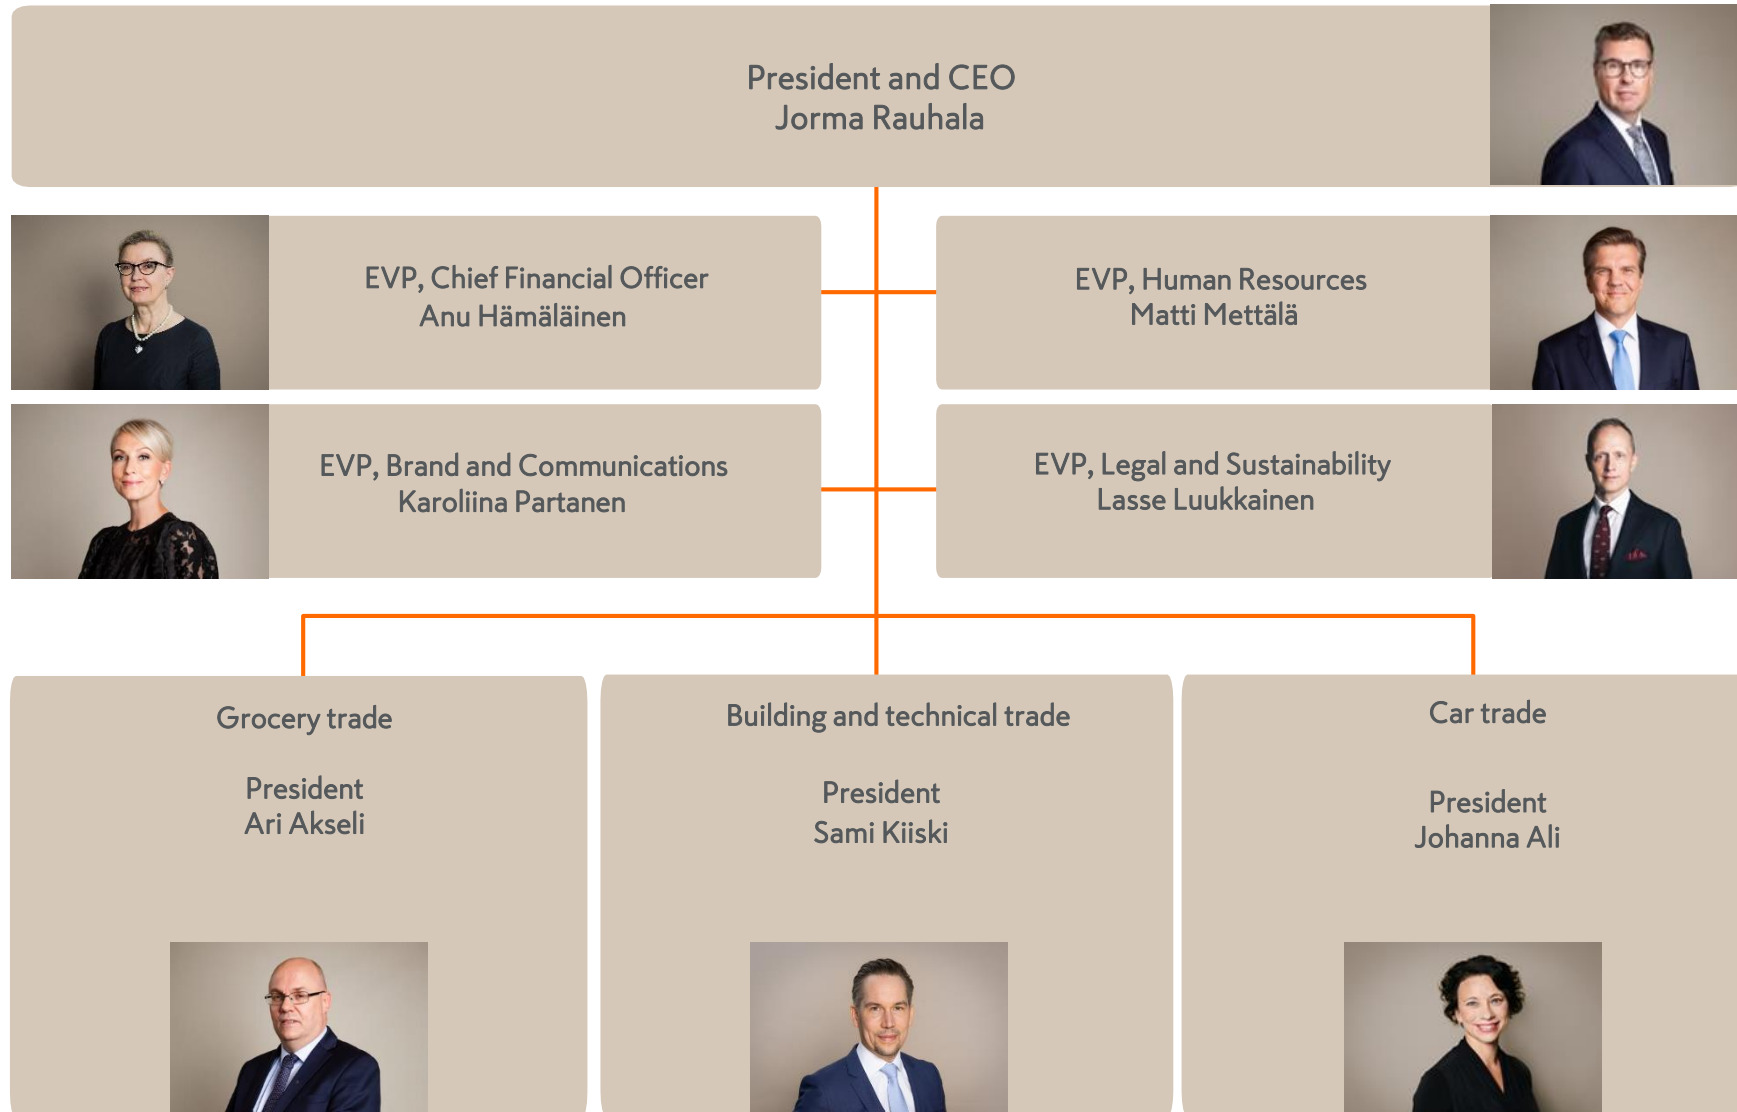 President and CEO
Jorma Rauhala
EVP, Chief Financial Officer
Anu Hämäläinen
EVP, Human Resources
Matti Mettälä
EVP, Brand and Communications
Karoliina Partanen
EVP, Legal and Sustainability
Lasse Luukkainen
Grocery trade
President
Ari Akseli
Building and technical trade
President
Sami Kiiski
Car trade
President
Johanna Ali